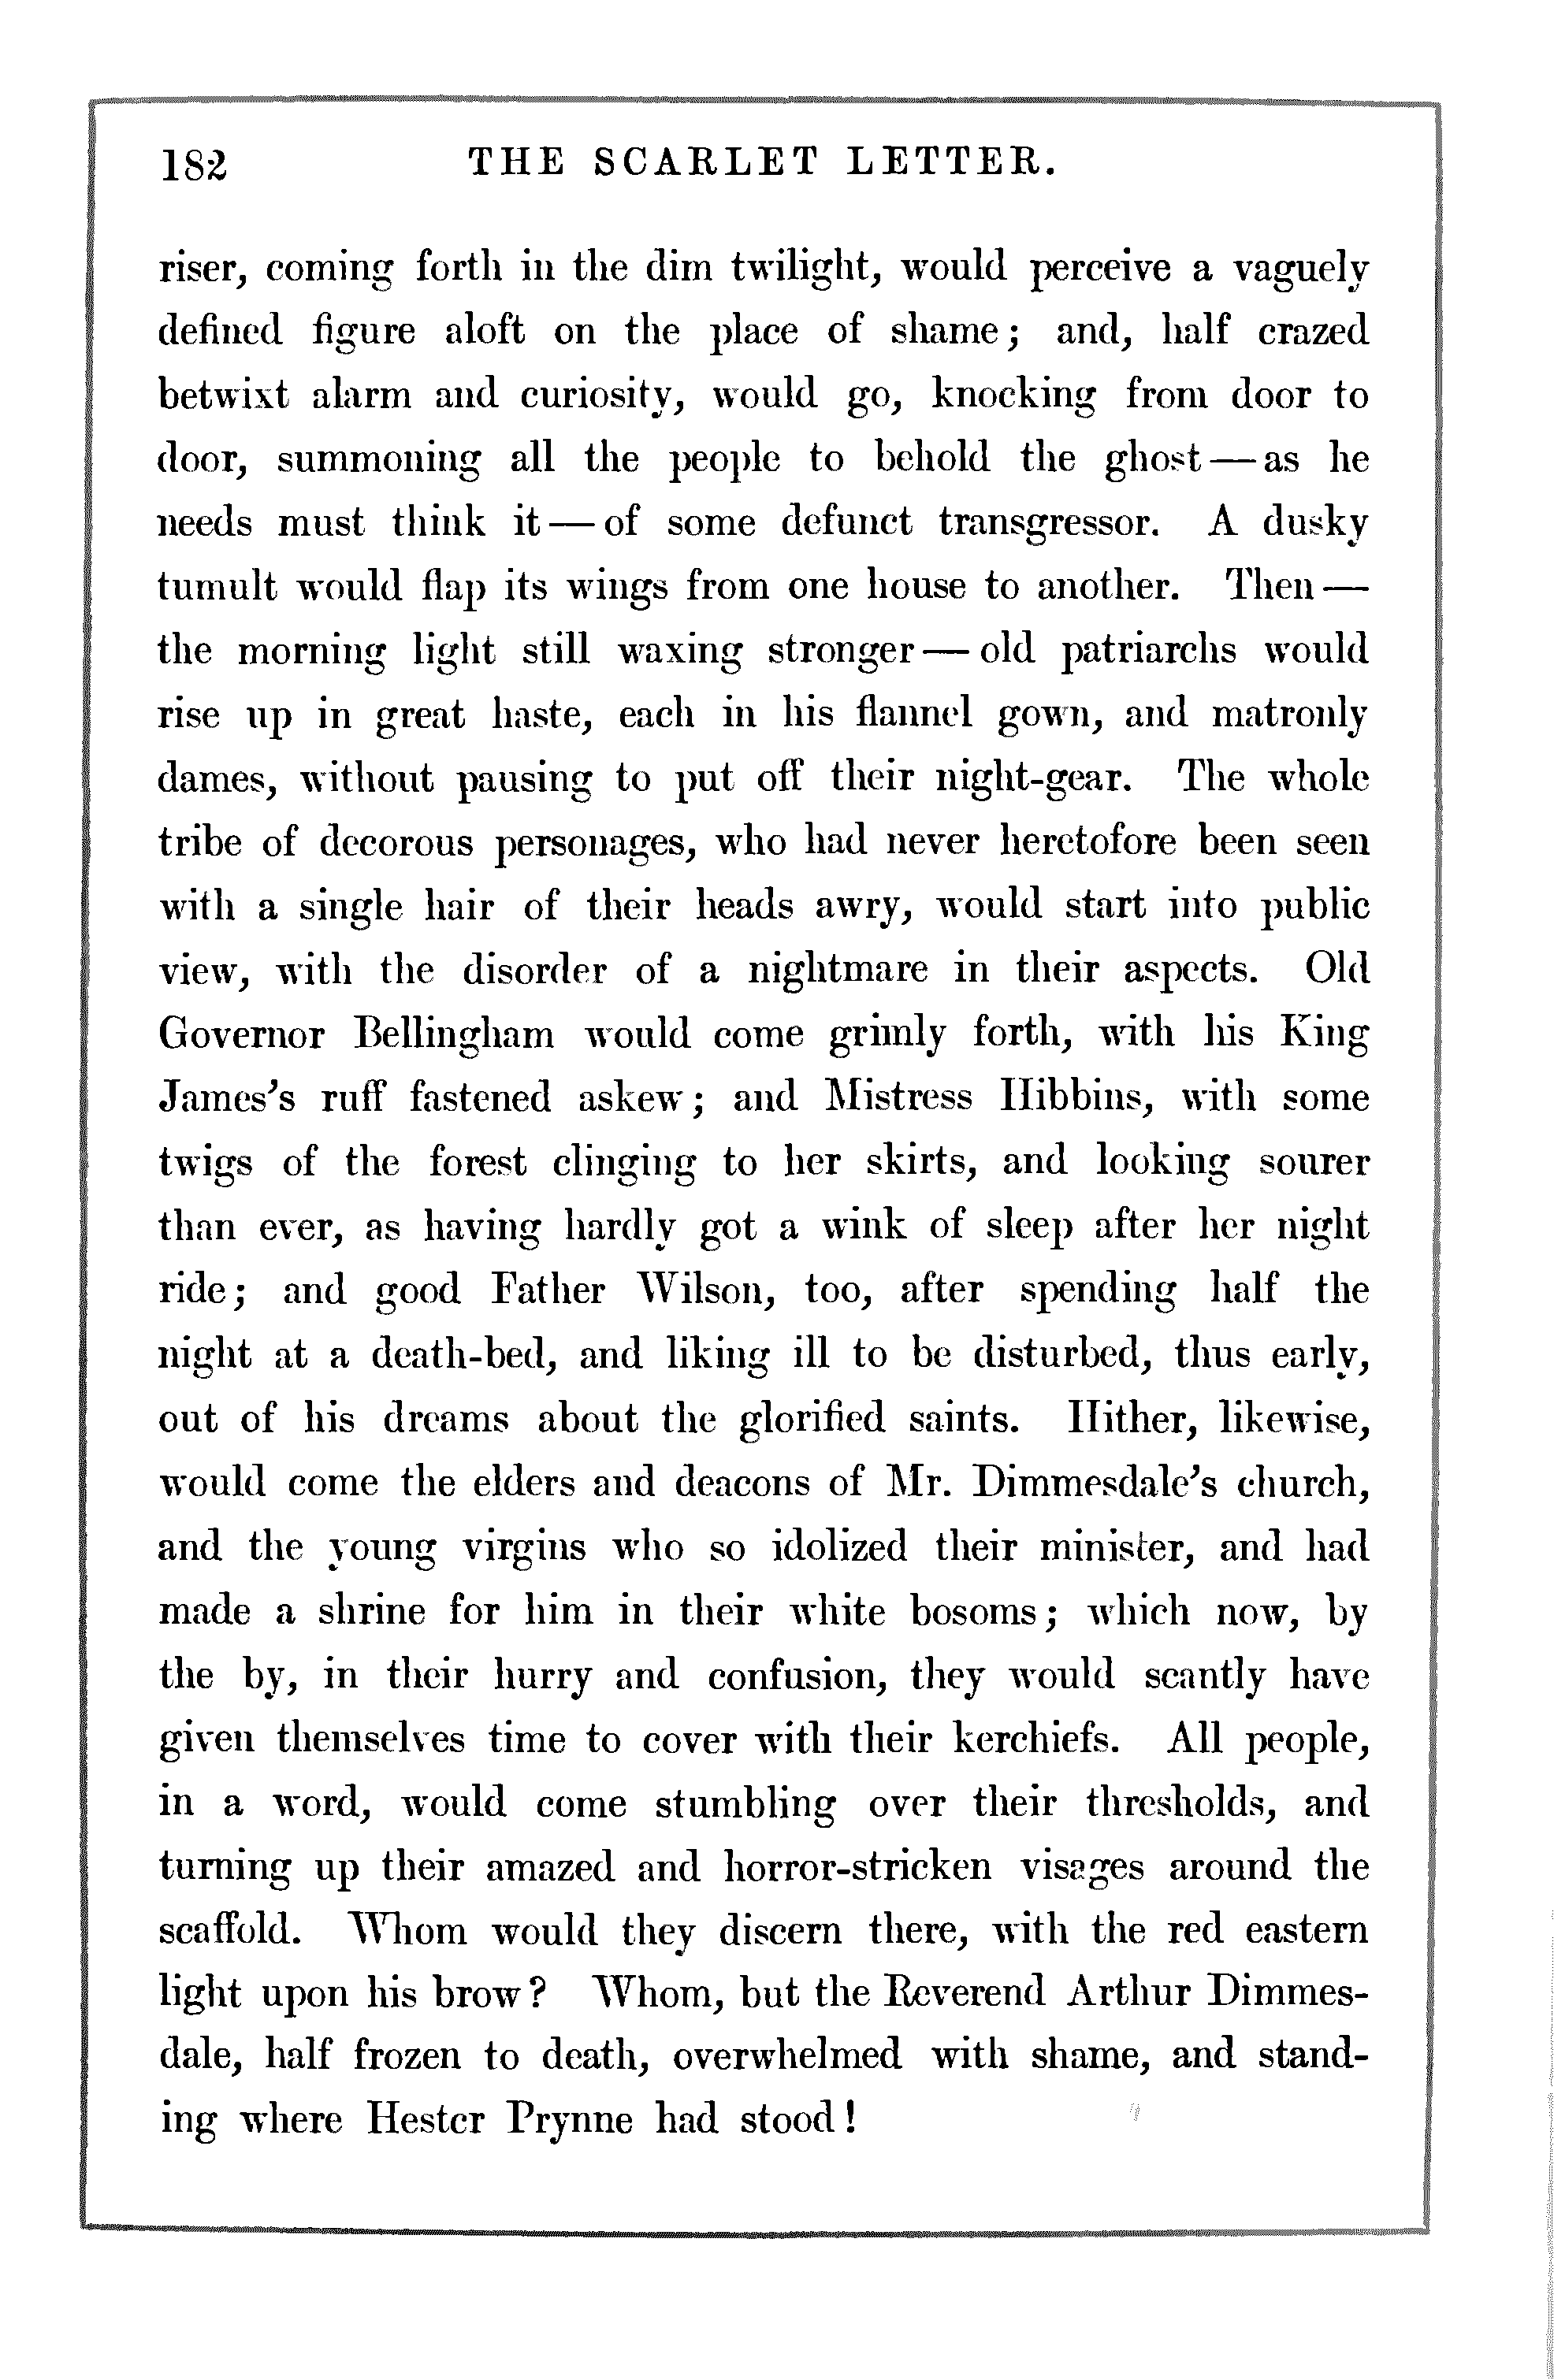 182 THE SCARLET LETTER.
riser, coming forth in the dim twilight, would perceive a vaguely
defined figure aloft on the place of shame; and, half crazed
betwixt alarm and curiosity, would go, knocking from door to
door, summoning all the people to behold the ghost — as he
needs must think it — of some defunct transgressor. A dusky
tumult would flap its wings from one house to another. Then —
the morning light still waxing stronger — old patriarchs would
rise up in great haste, each in his flannel gown, and matronly
dames, without pausing to put off their night-gear. The whole
tribe of decorous personages, who had never heretofore been seen
with a single hair of their heads awry, would start into public
view, with the disorder of a nightmare in their aspects. Old
Governor Bellingham would come grimly forth, with his King
James's ruff fastened askew; and Mistress Hibbins, with some
twigs of the forest clinging to her skirts, and looking sourer
than ever, as having hardly got a wink of sleep after her night
ride; and good Father Wilson, too, after spending half the
night at a death-bed, and liking ill to be disturbed, thus early,
out of his dreams about the glorified saints. Hither, likewise,
would come the elders and deacons of Mr. Dimmesdale's church,
and the young virgins who so idolized their minister, and had
made a shrine for him in their white bosoms; which now, by
the by, in their hurry and confusion, they would scantly have
given themselves time to cover with their kerchiefs. All people,
in a word, would come stumbling over their thresholds, and
turning up their amazed and horror-stricken visages around the
scaffold. Whom would they discern there, with the red eastern
light upon his brow? Whom, but the Reverend Arthur Dimmes-
dale, half frozen to death, overwhelmed with shame, and stand-
ing where Hester Prynne had stood!